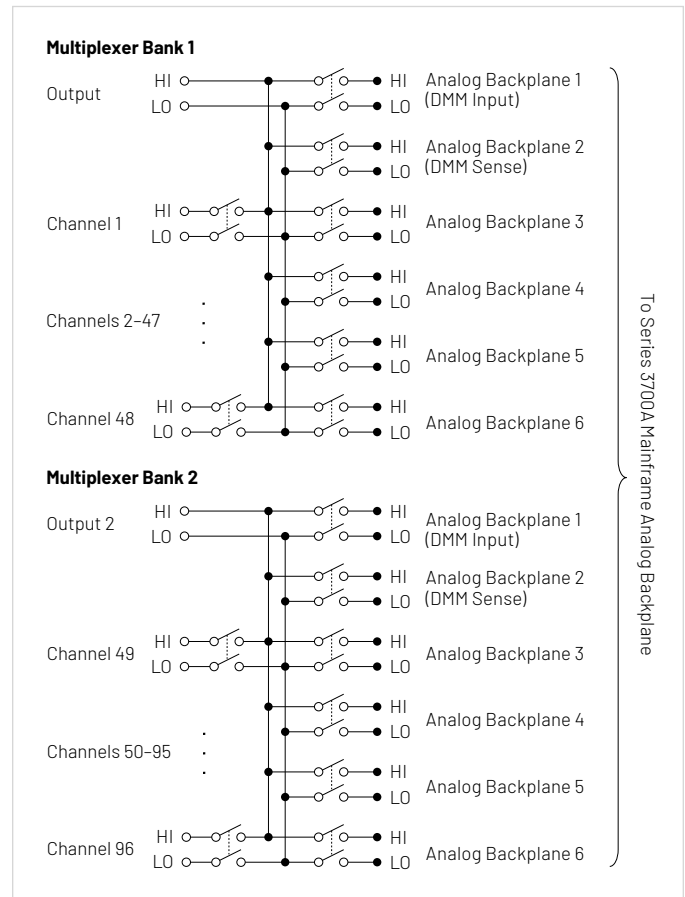 Multiplexer Bank 1
Output
HI
LO
HI
LO
Analog Backplane 1
(DMM Input)
HI
LO
Analog Backplane 2
(DMM Sense)
Channel 1
HI
LO
HI
LO
Analog Backplane 3
HI
LO
Analog Backplane 4
Channels 2–47
HI
LO
Analog Backplane 5
Channel 48
HI
LO
HI
LO
Analog Backplane 6
Multiplexer Bank 2
Output 2
HI
LO
HI
LO
Analog Backplane 1
(DMM Input)
HI
LO
Analog Backplane 2
(DMM Sense)
Channel 49
HI
LO
HI
LO
Analog Backplane 3
HI
LO
Analog Backplane 4
Channels 50–95
HI
LO
Analog Backplane 5
Channel 96
HI
LO
HI
LO
Analog Backplane 6
To Series 3700A Mainframe Analog Backplane